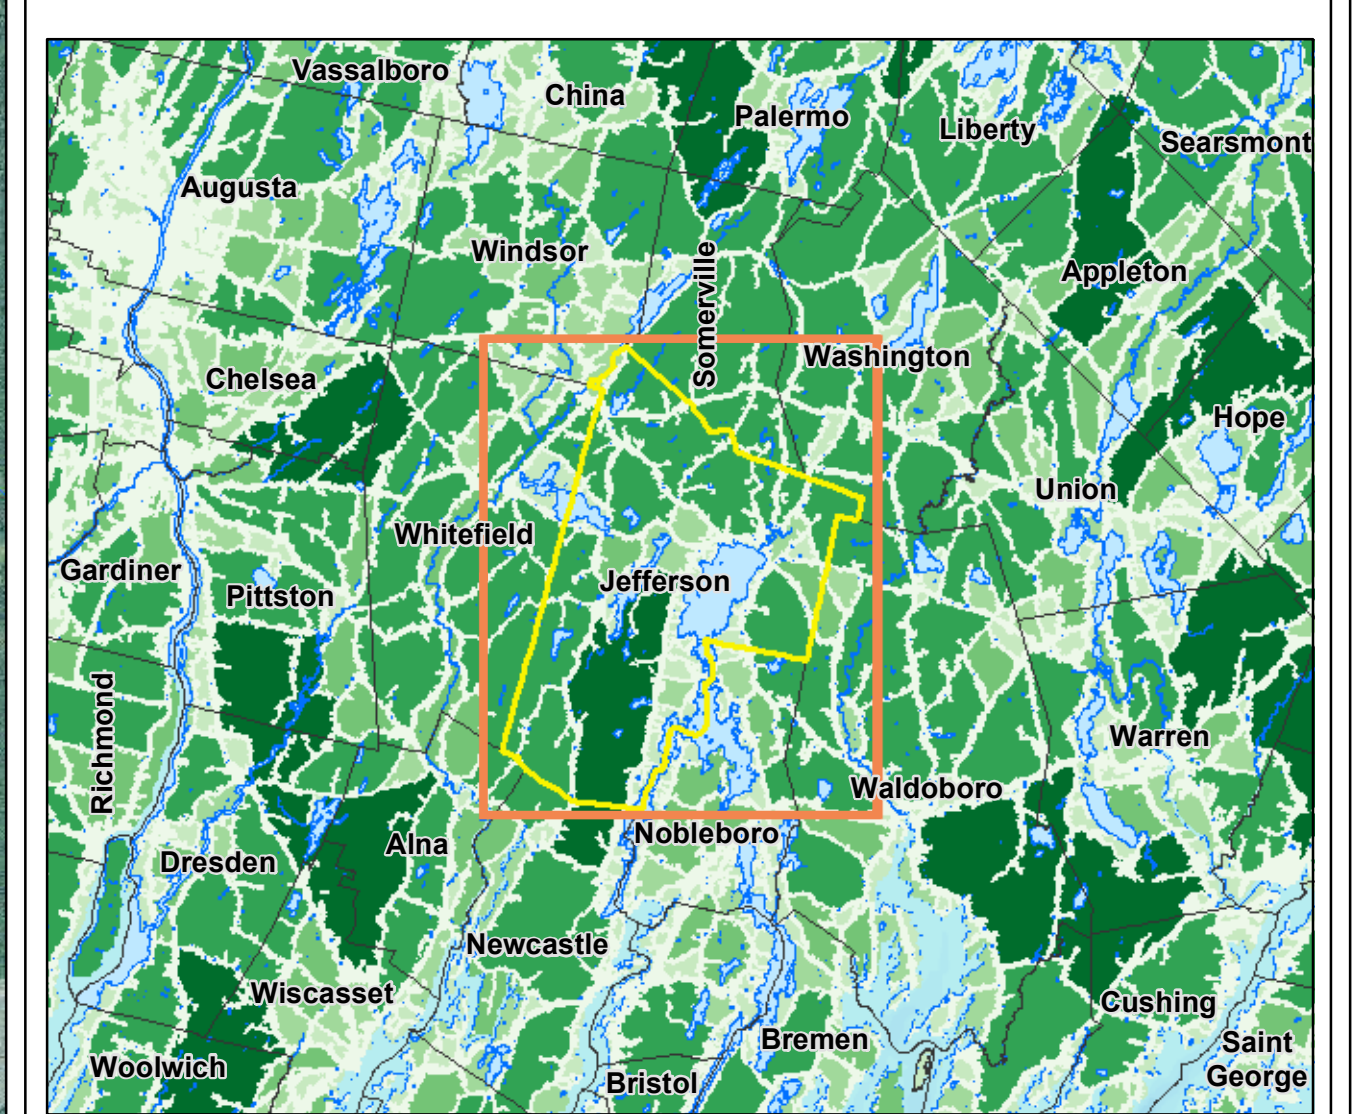 Vassalboro
China
Palermo
Liberty
Searsmont
Augusta
Windsor
Somerville
Appleton
Washington
Chelsea
Hope
Union
Whitefield
Gardiner
Pittston
Jefferson
Richmond
Warren
Waldoboro
Nobleboro
Alna
Dresden
Newcastle
Wiscasset
Cushing
Bremen
Saint
George
Woolwich
Bristol